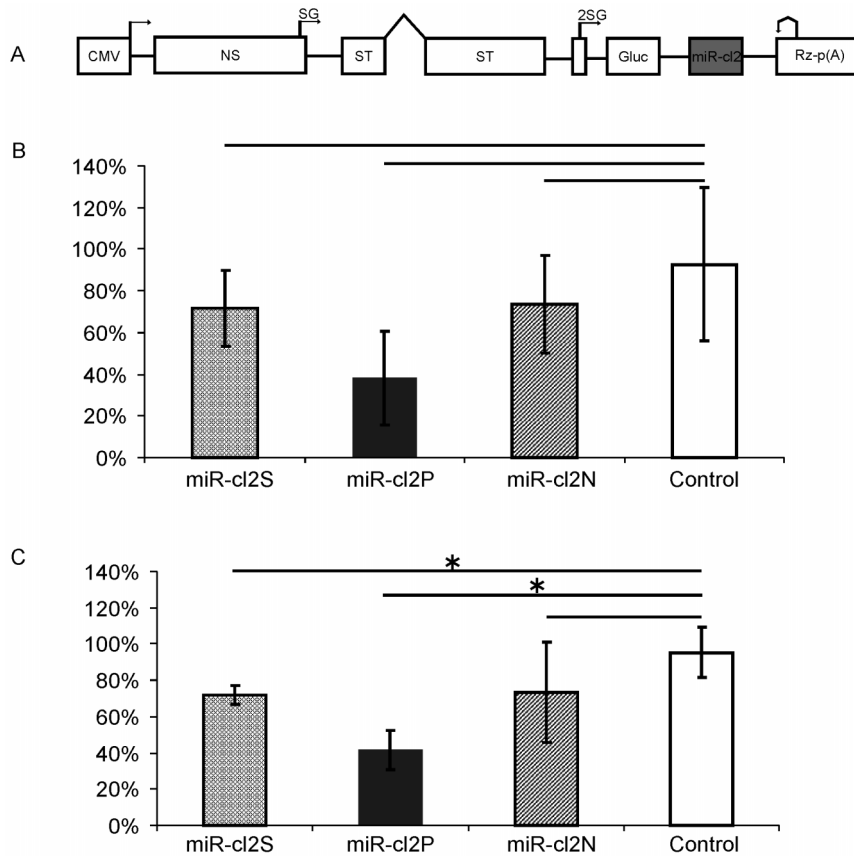 A
CMV
NS
SG
ST
ST
2SG
Gluc
miR-cl2
Rz-p(A)
B
140%
120%
100%
80%
60%
40%
20%
0%
miR-cl2S
miR-cl2P
miR-cl2N
Control
C
*
*
140%
120%
100%
80%
60%
40%
20%
0%
miR-cl2S
miR-cl2P
miR-cl2N
Control